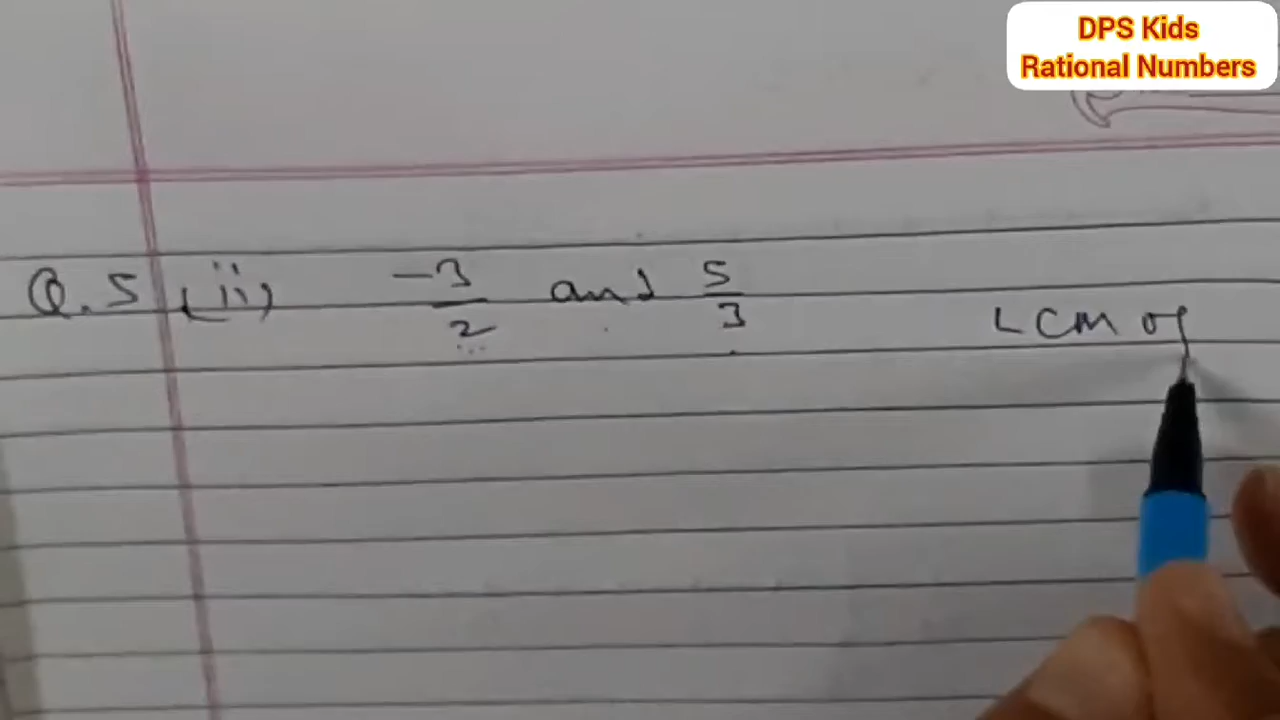 DPS Kids
Rational Numbers
Q.5 (ii) -3/2 and 5/3
LCM of